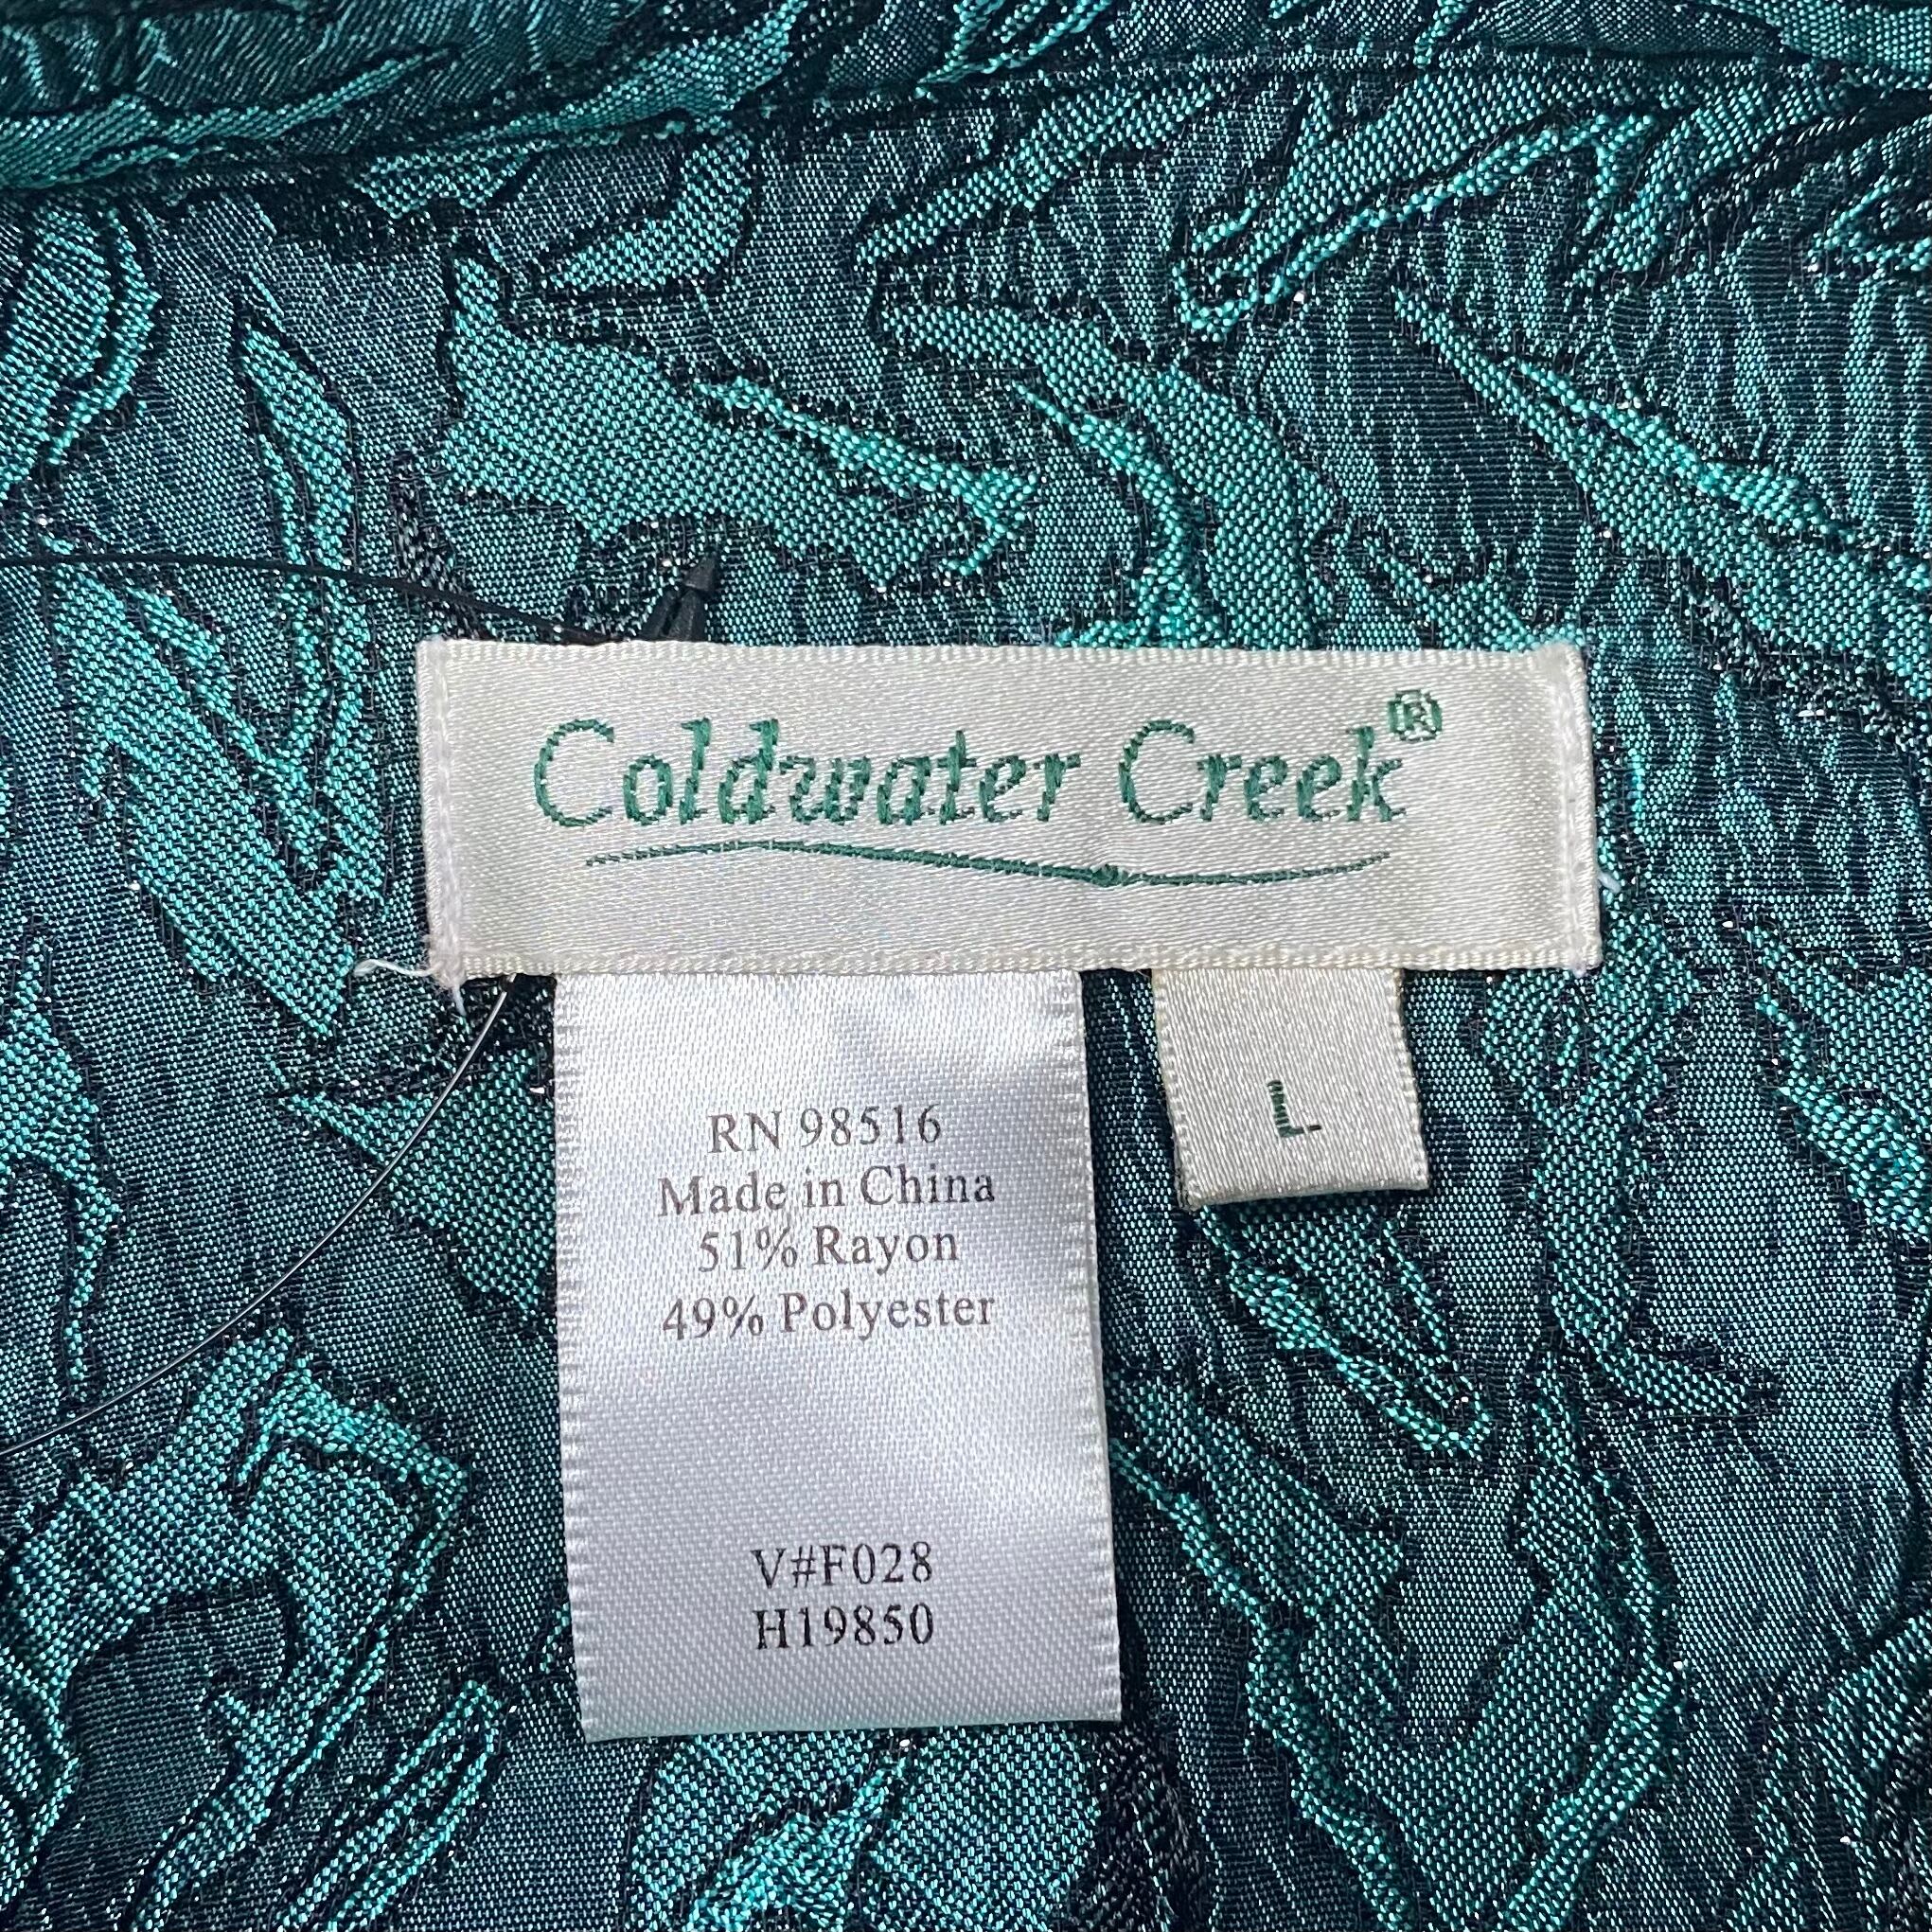 Coldwater Creek®
L
RN 98516
Made in China
51% Rayon
49% Polyester
V#F028
H19850